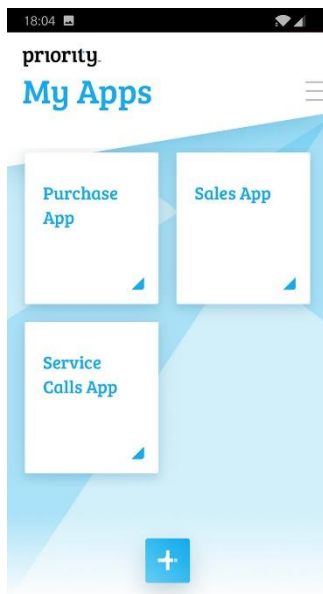 18:04
priority.
My Apps
Purchase
App
Sales App
Service
Calls App